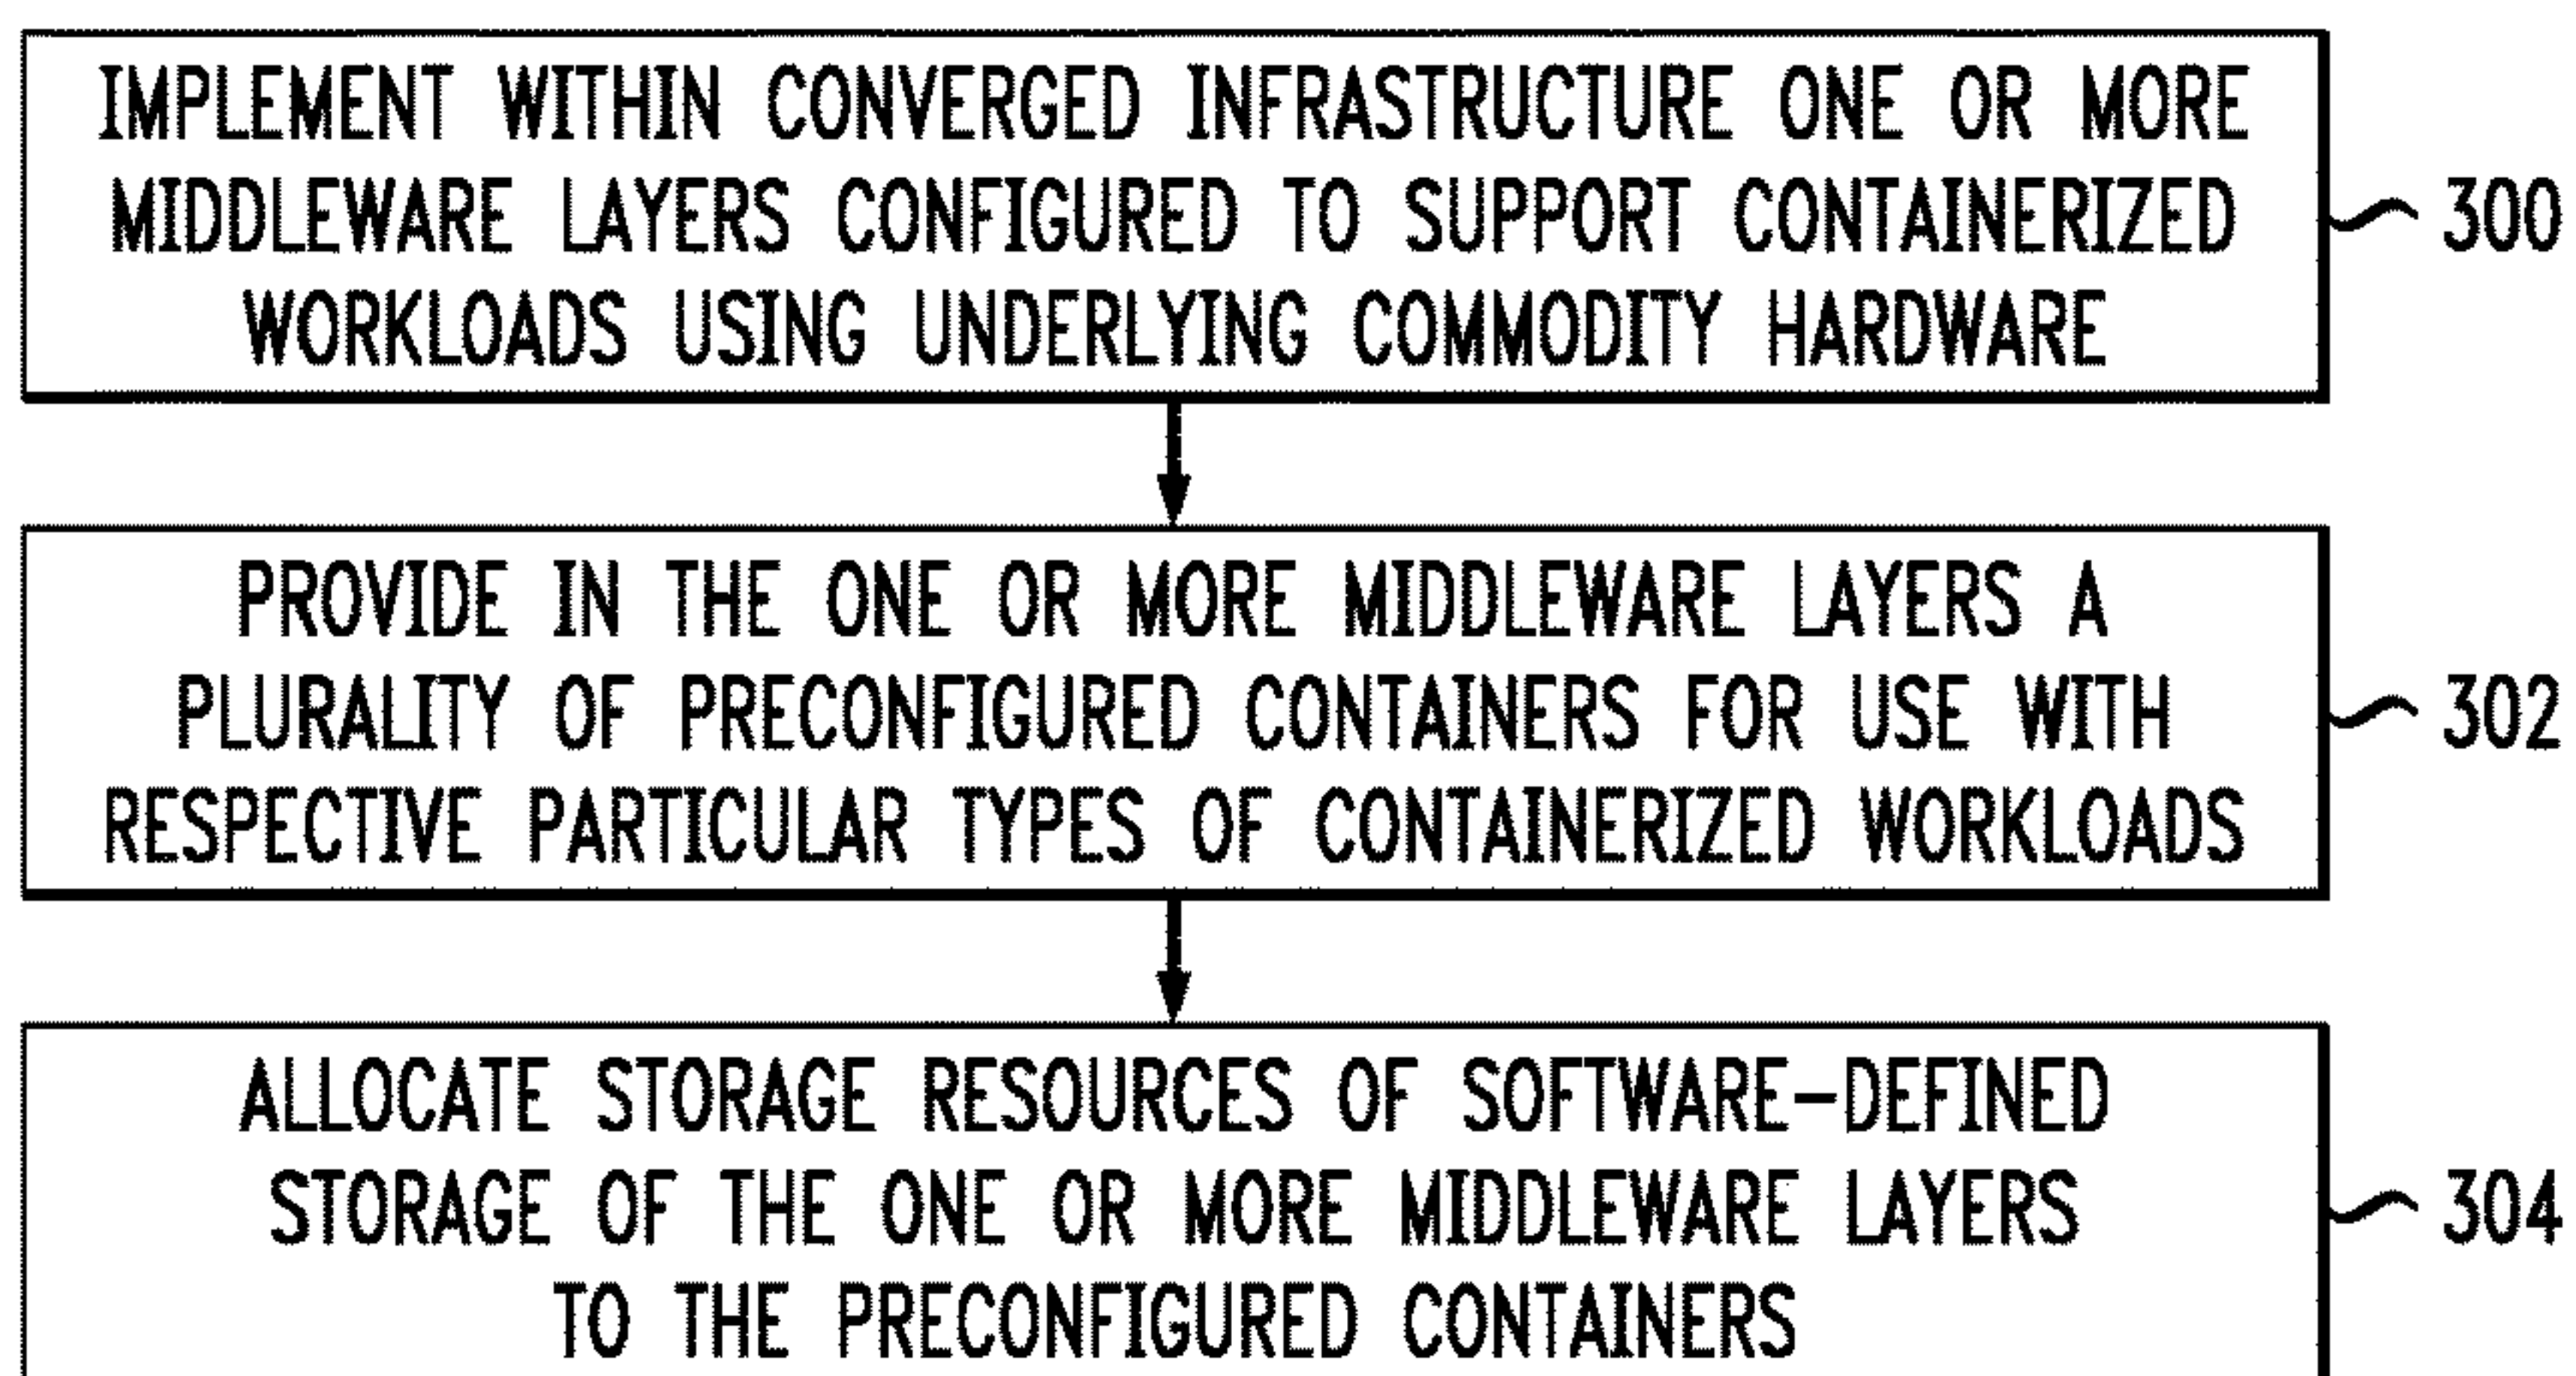 IMPLEMENT WITHIN CONVERGED INFRASTRUCTURE ONE OR MORE
MIDDLEWARE LAYERS CONFIGURED TO SUPPORT CONTAINERIZED
WORKLOADS USING UNDERLYING COMMODITY HARDWARE
300
PROVIDE IN THE ONE OR MORE MIDDLEWARE LAYERS A
PLURALITY OF PRECONFIGURED CONTAINERS FOR USE WITH
RESPECTIVE PARTICULAR TYPES OF CONTAINERIZED WORKLOADS
302
ALLOCATE STORAGE RESOURCES OF SOFTWARE-DEFINED
STORAGE OF THE ONE OR MORE MIDDLEWARE LAYERS
TO THE PRECONFIGURED CONTAINERS
304